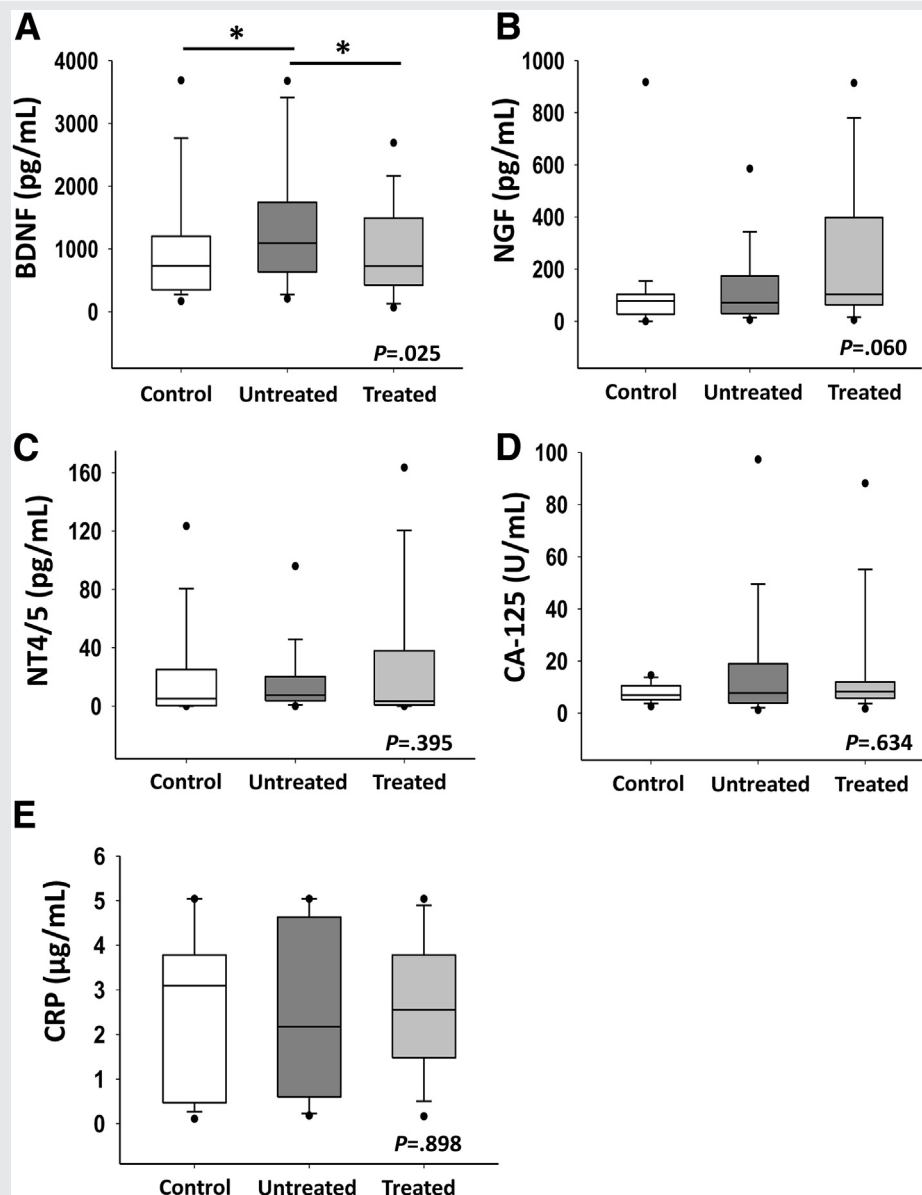 A
* *
4000
3000
2000
1000
0
BDNF (pg/mL)
P=.025
Control Untreated Treated
B
1000
800
600
400
200
0
NGF (pg/mL)
P=.060
Control Untreated Treated
C
160
120
80
40
0
NT4/5 (pg/mL)
P=.395
Control Untreated Treated
D
100
80
60
40
20
0
CA-125 (U/mL)
P=.634
Control Untreated Treated
E
6
5
4
3
2
1
0
CRP (μg/mL)
P=.898
Control Untreated Treated